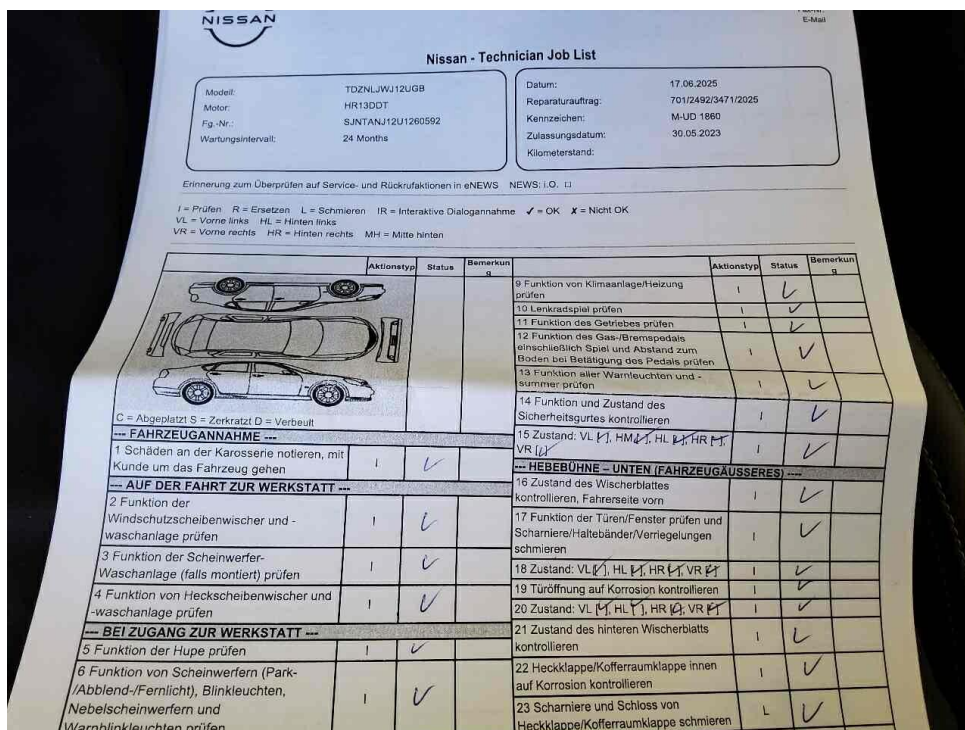 NISSAN
E-Mail
Nissan - Technician Job List
Modell: TDZNLJWJ12UGB
Motor: HR13DDT
Fg.-Nr.: SJNTANJ12U1260592
Wartungsintervall: 24 Months
Datum: 17.06.2025
Reparaturauftrag: 701/2492/3471/2025
Kennzeichen: M-UD 1860
Zulassungsdatum: 30.05.2023
Kilometerstand:
Erinnerung zum Überprüfen auf Service- und Rückrufaktionen in eNEWS NEWS: i.O. □
I = Prüfen R = Ersetzen L = Schmieren IR = Interaktive Dialogannahme ✓ = OK ✗ = Nicht OK
VL = Vorne links HL = Hinten links
VR = Vorne rechts HR = Hinten rechts MH = Mitte hinten
Aktionstyp Status Bemerkun
g
C = Abgeplatzt S = Zerkratzt D = Verbeult
--- FAHRZEUGANNAHME ---
1 Schäden an der Karosserie notieren, mit
Kunde um das Fahrzeug gehen I ✓
--- AUF DER FAHRT ZUR WERKSTATT ---
2 Funktion der
Windschutzscheibenwischer und -
waschanlage prüfen I ✓
3 Funktion der Scheinwerfer-
Waschanlage (falls montiert) prüfen I ✓
4 Funktion von Heckscheibenwischer und
-waschanlage prüfen I ✓
--- BEI ZUGANG ZUR WERKSTATT ---
5 Funktion der Hupe prüfen I ✓
6 Funktion von Scheinwerfern (Park-
/Abblend-/Fernlicht), Blinkleuchten,
Nebelscheinwerfern und
Warnblinkleuchten prüfen I ✓
Aktionstyp Status Bemerkun
g
9 Funktion von Klimaanlage/Heizung
prüfen I ✓
10 Lenkradspiel prüfen I ✓
11 Funktion des Getriebes prüfen I ✓
12 Funktion des Gas-/Bremspedals
einschließlich Spiel und Abstand zum
Boden bei Betätigung des Pedals prüfen I ✓
13 Funktion aller Warnleuchten und -
summer prüfen I ✓
14 Funktion und Zustand des
Sicherheitsgurtes kontrollieren I ✓
15 Zustand: VL [✓], HM [✓], HL [✓], HR [✓],
VR [✓] I ✓
--- HEBEBÜHNE – UNTEN (FAHRZEUGÄUSSERES) ---
16 Zustand des Wischerblattes
kontrollieren, Fahrerseite vorn I ✓
17 Funktion der Türen/Fenster prüfen und
Scharniere/Haltebänder/Verriegelungen
schmieren I ✓
18 Zustand: VL [✓], HL [✓], HR [✓], VR [✓] I ✓
19 Türöffnung auf Korrosion kontrollieren I ✓
20 Zustand: VL [✓], HL [✓], HR [✓], VR [✓] I ✓
21 Zustand des hinteren Wischerblatts
kontrollieren I ✓
22 Heckklappe/Kofferraumklappe innen
auf Korrosion kontrollieren I ✓
23 Scharniere und Schloss von
Heckklappe/Kofferraumklappe schmieren L ✓